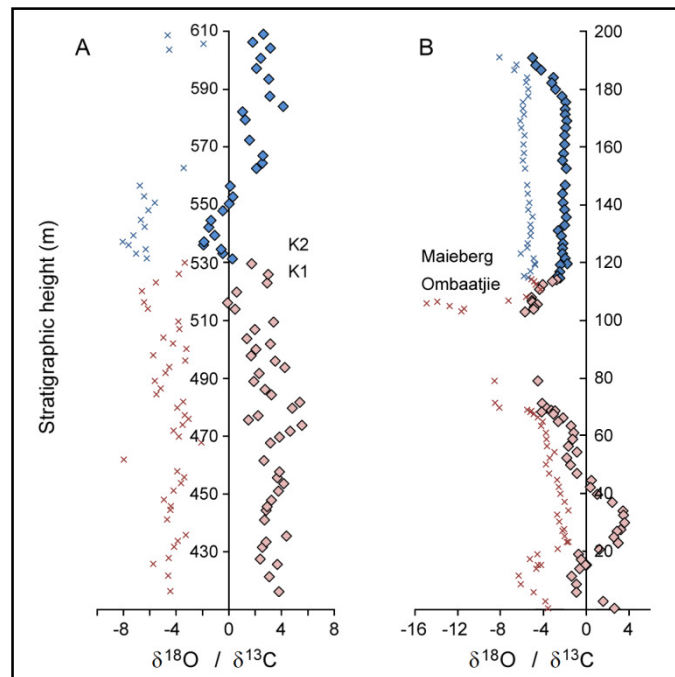 A
B
610
590
570
550
530
510
490
470
450
430
200
180
160
140
120
100
80
60
40
20
0
K2
K1
Maieberg
Ombaatjie
Stratigraphic height (m)
-8 -4 0 4 8
-16 -12 -8 -4 0 4
δ¹⁸O / δ¹³C
δ¹⁸O / δ¹³C